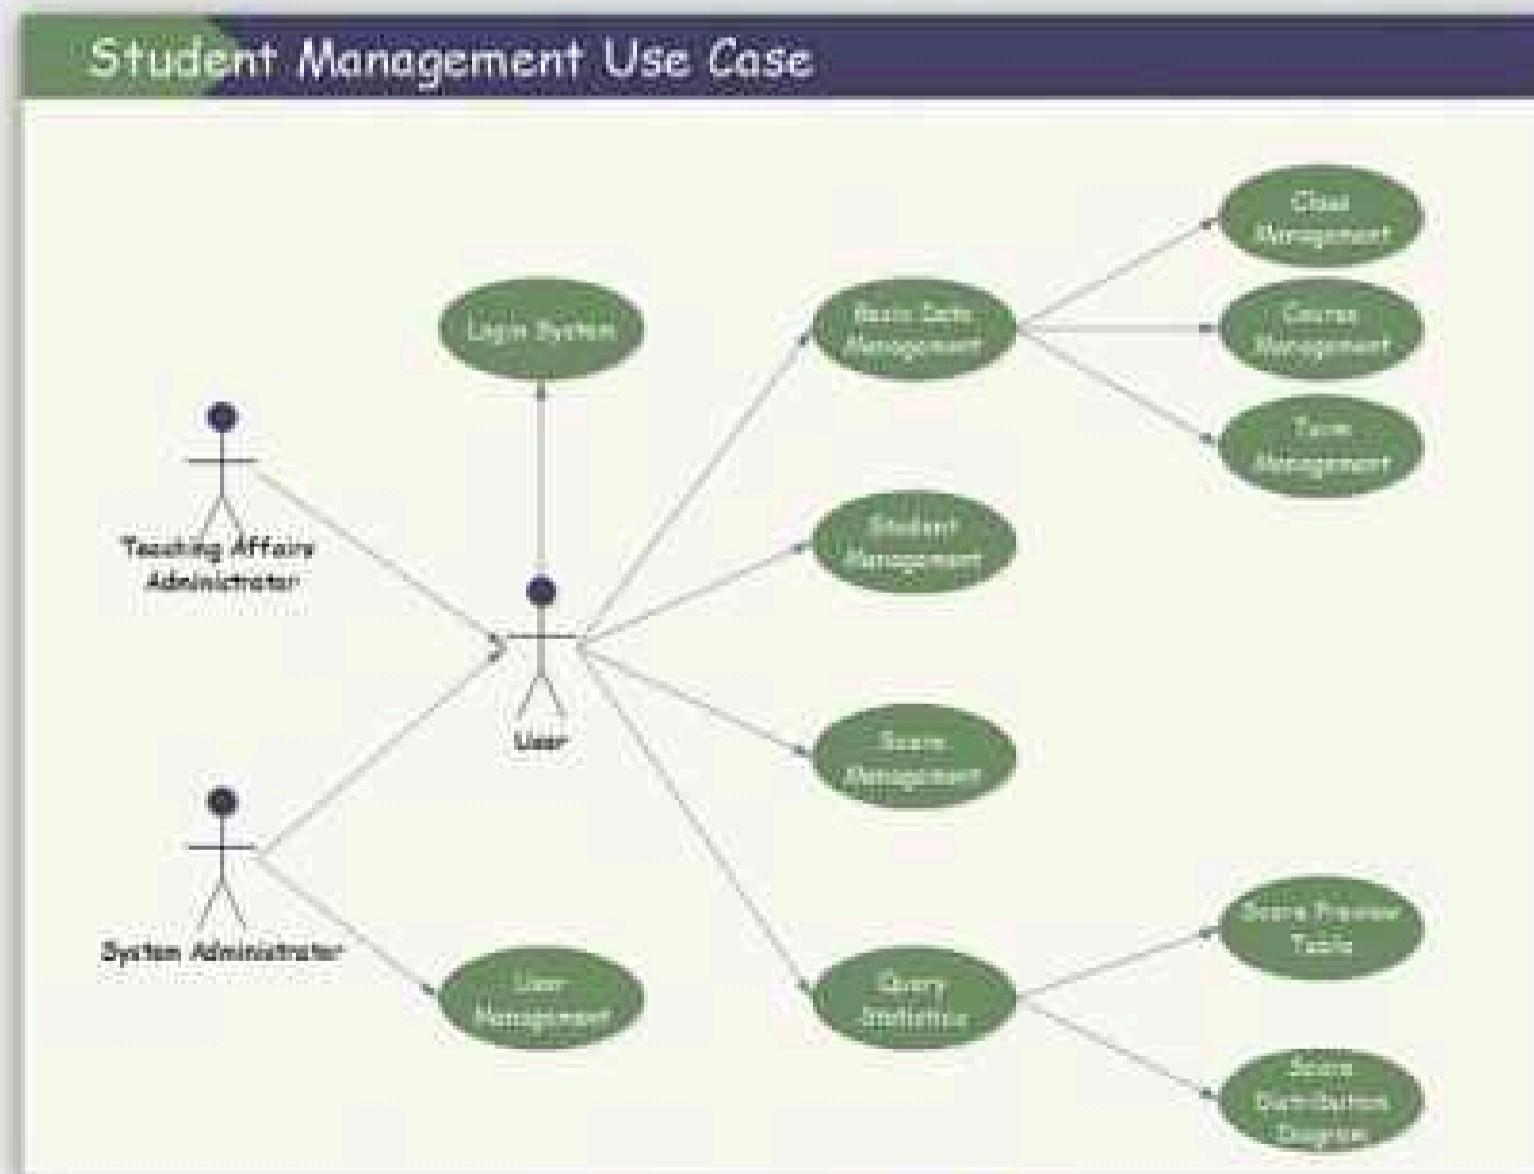 Student Management Use Case
Class
Management
Login System
Basic Data
Management
Course
Management
Term
Management
Teaching Affairs
Administrator
Student
Management
User
Score
Management
System Administrator
User
Management
Query
Statistics
Score Preview
Table
Score
Distribution
Diagram